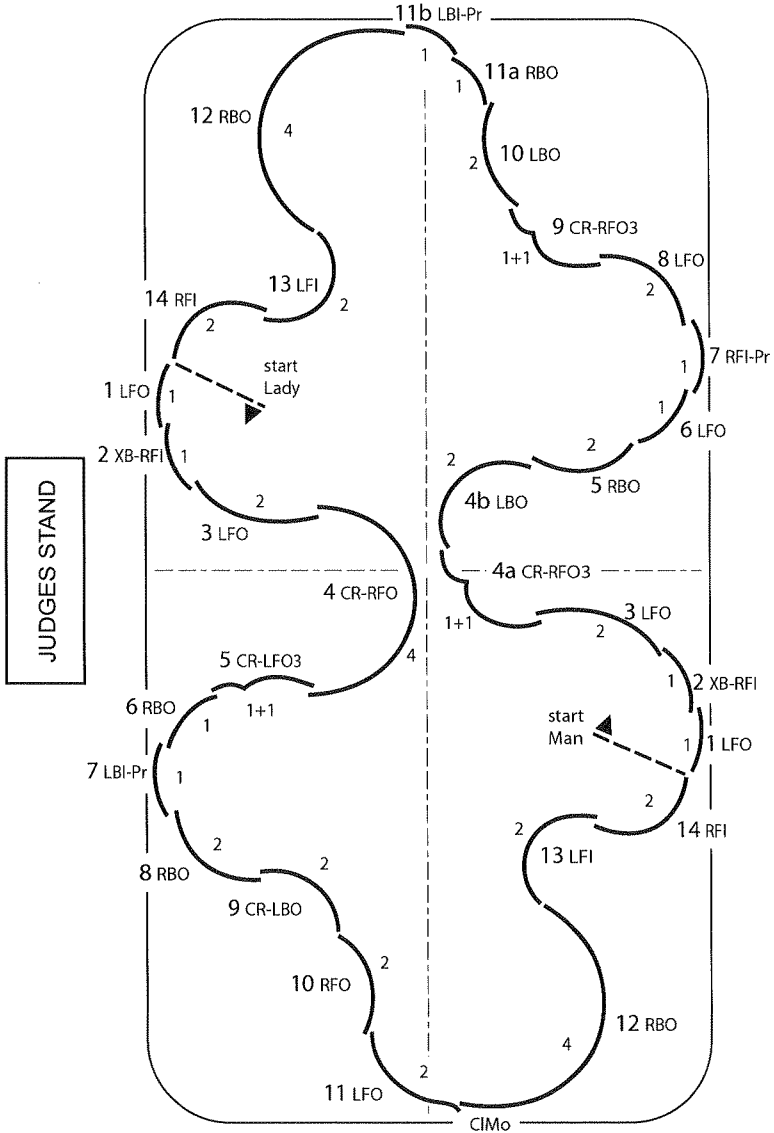 11b LBI-Pr
1
11a RBO
1
12 RBO
4
10 LBO
2
9 CR-RFO3
1+1
8 LFO
2
13 LFI
2
14 RFI
2
7 RFI-Pr
1
start
Lady
1 LFO
1
6 LFO
1
2 XB-RFI
1
5 RBO
2
4b LBO
2
3 LFO
2
JUDGES STAND
4a CR-RFO3
1+1
4 CR-RFO
4
3 LFO
2
5 CR-LFO3
1+1
2 XB-RFI
1
6 RBO
1
start
Man
1 LFO
1
7 LBI-Pr
1
14 RFI
2
13 LFI
2
8 RBO
2
9 CR-LBO
2
10 RFO
2
12 RBO
4
11 LFO
2
ClMo